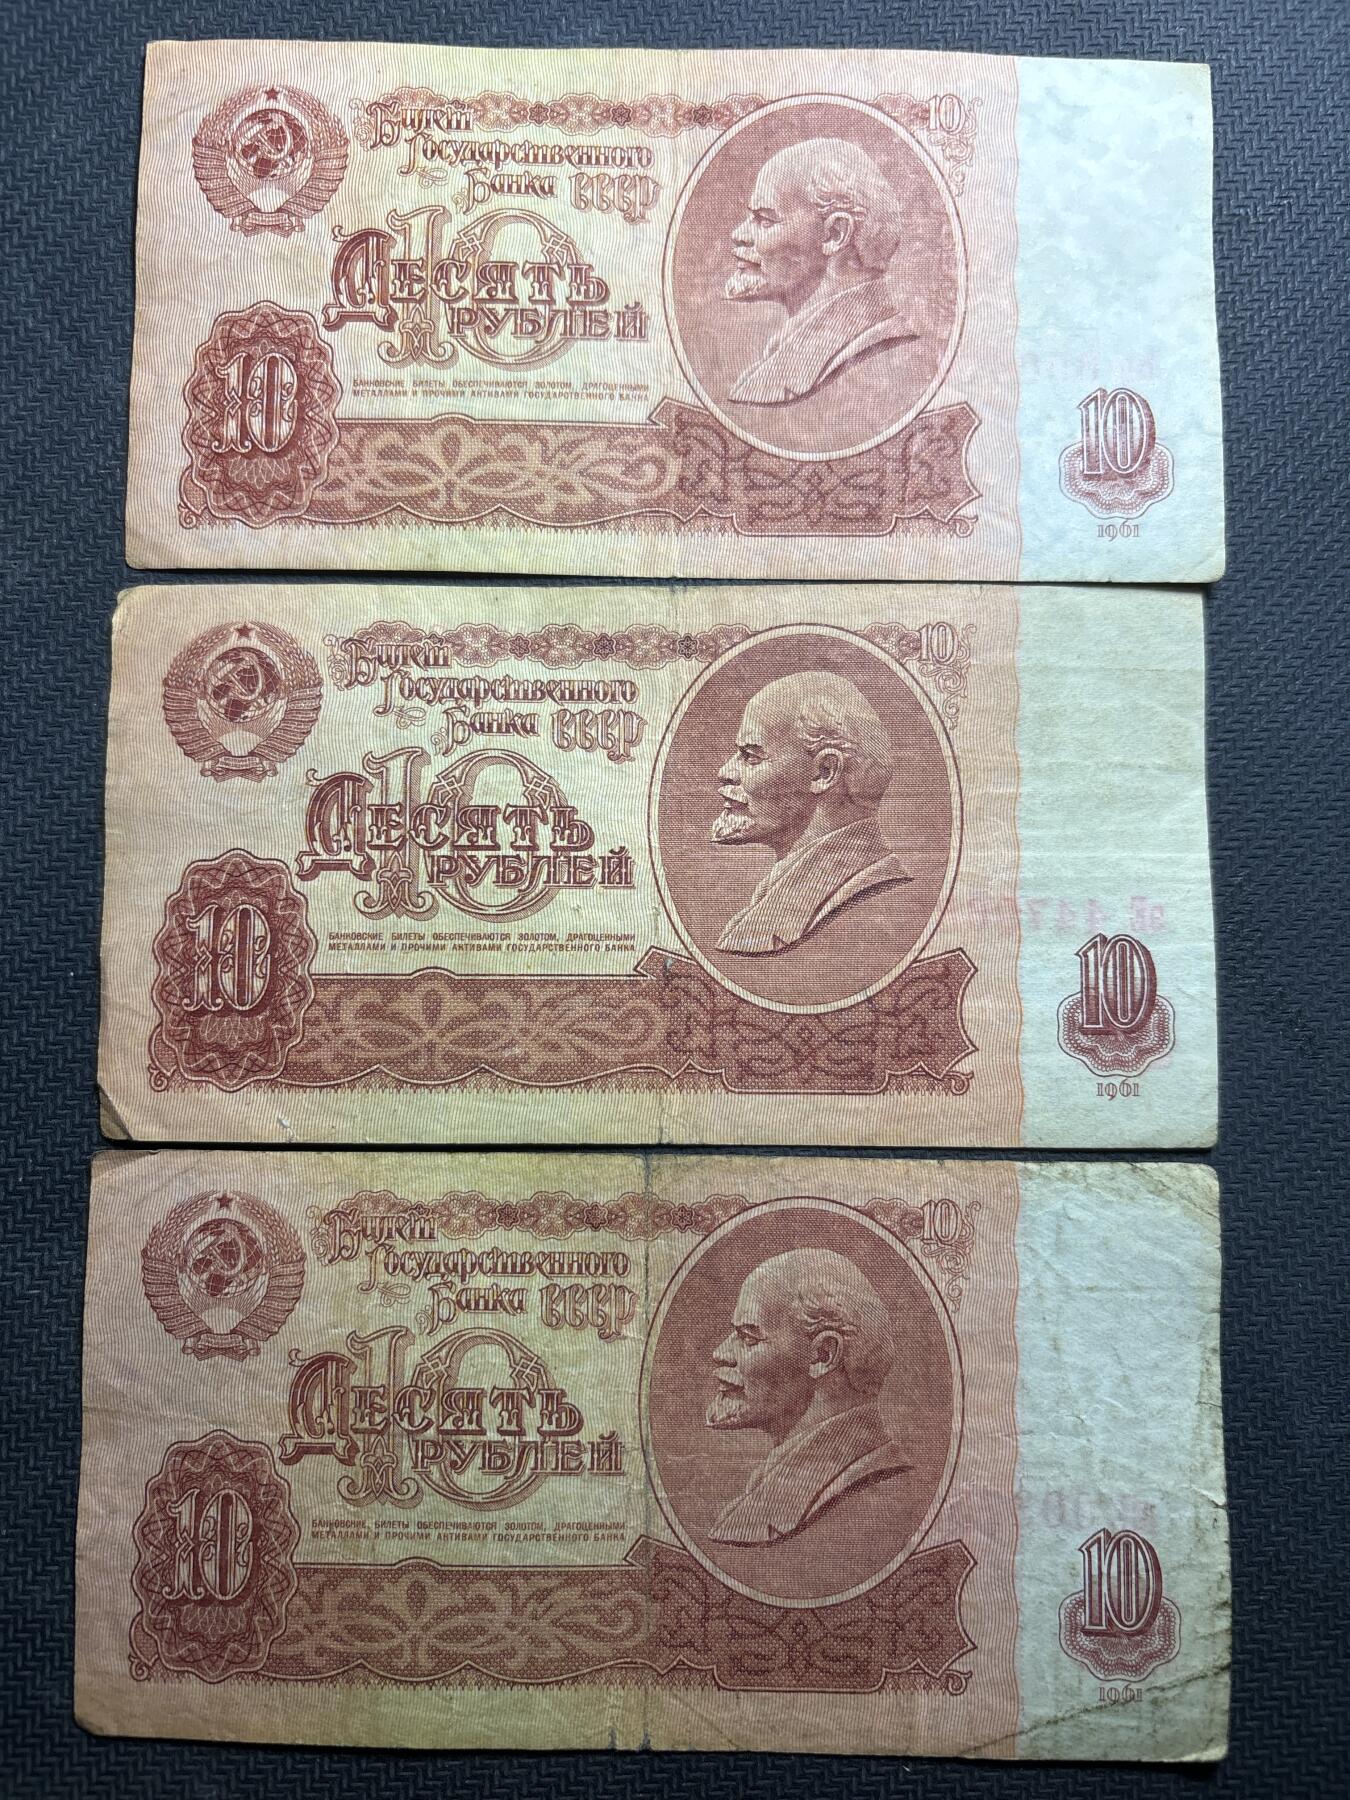 Билет
Государственного
Банка СССР
10
10
Десять
рублей
БАНКОВСКИЕ БИЛЕТЫ ОБЕСПЕЧИВАЮТСЯ ЗОЛОТОМ, ДРАГОЦЕННЫМИ
МЕТАЛЛАМИ И ПРОЧИМИ АКТИВАМИ ГОСУДАРСТВЕННОГО БАНКА
10
10
1961
Билет
Государственного
Банка СССР
10
10
Десять
рублей
БАНКОВСКИЕ БИЛЕТЫ ОБЕСПЕЧИВАЮТСЯ ЗОЛОТОМ, ДРАГОЦЕННЫМИ
МЕТАЛЛАМИ И ПРОЧИМИ АКТИВАМИ ГОСУДАРСТВЕННОГО БАНКА
10
10
1961
Билет
Государственного
Банка СССР
10
10
Десять
рублей
БАНКОВСКИЕ БИЛЕТЫ ОБЕСПЕЧИВАЮТСЯ ЗОЛОТОМ, ДРАГОЦЕННЫМИ
МЕТАЛЛАМИ И ПРОЧИМИ АКТИВАМИ ГОСУДАРСТВЕННОГО БАНКА
10
10
1961